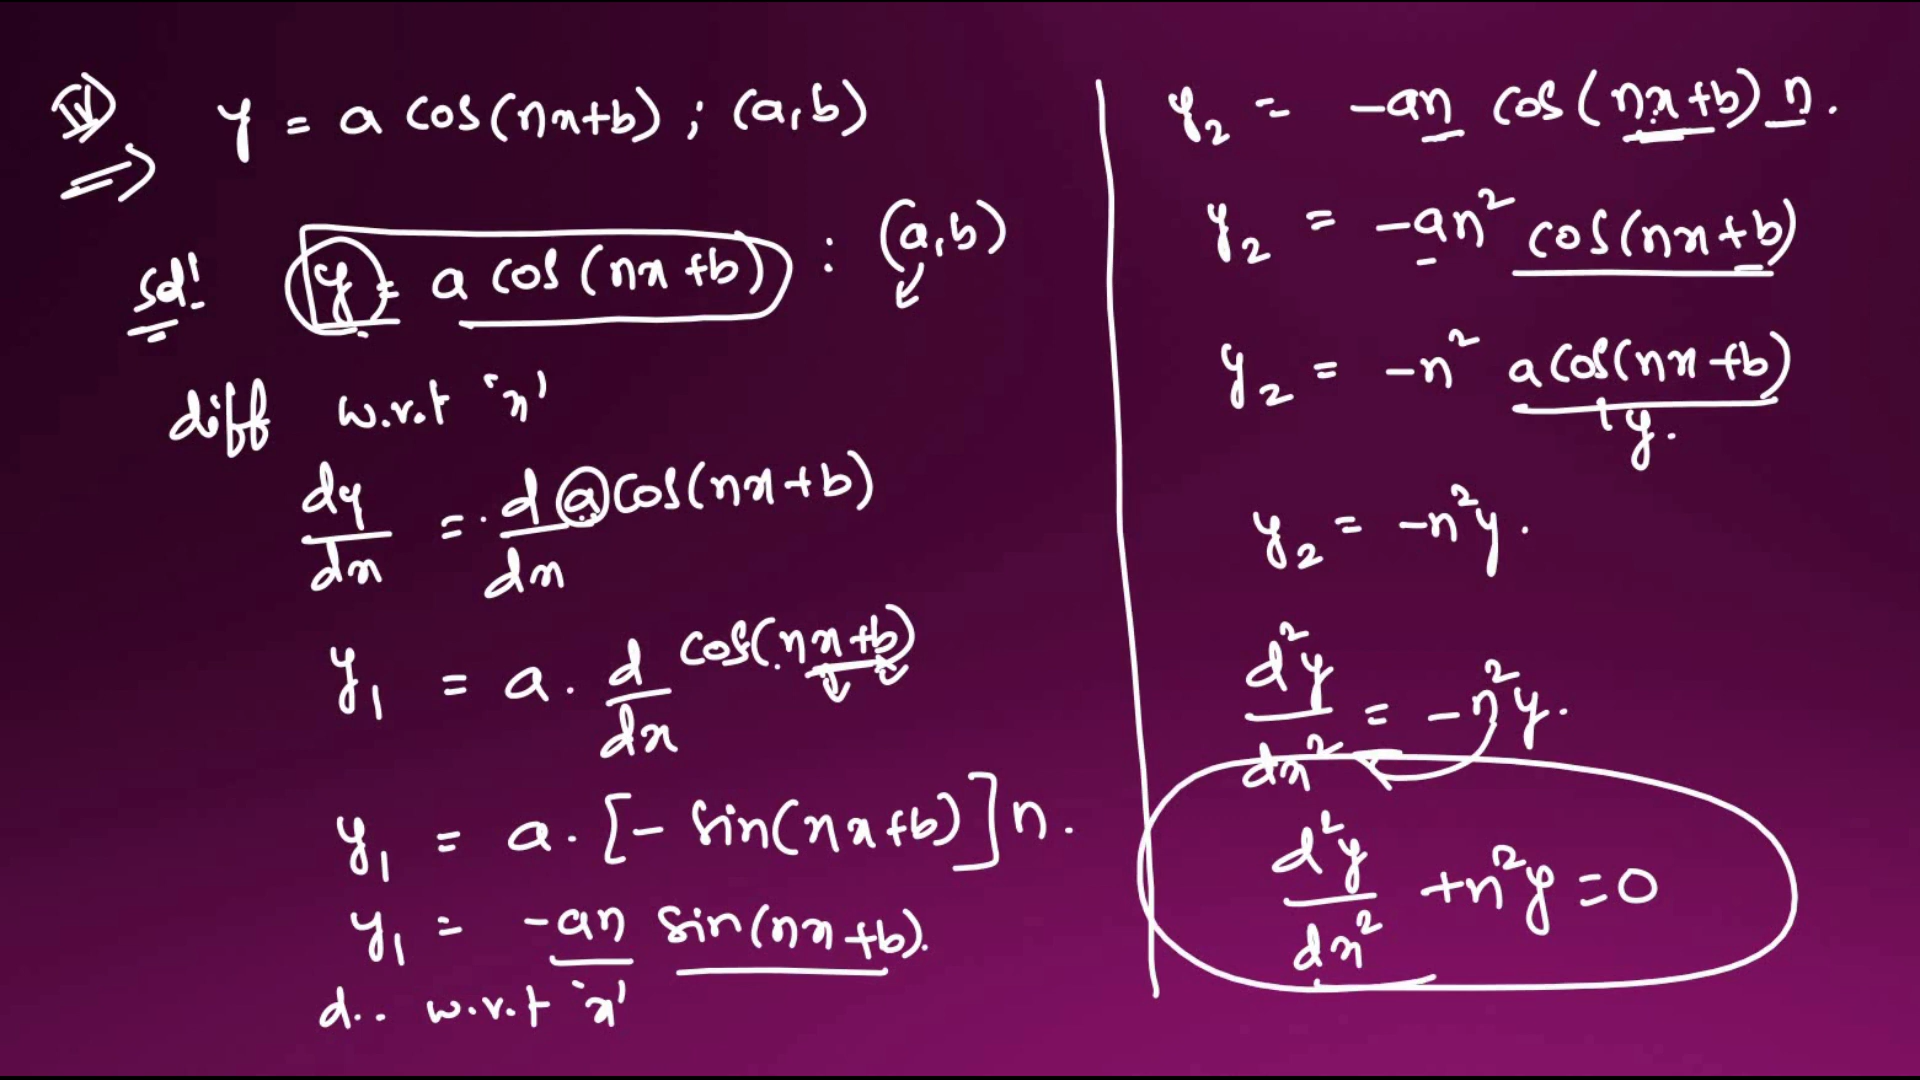 IV) y = a cos(nx+b) ; (a,b)
sol: y = a cos(nx+b) : (a,b)
diff w.r.t 'x'
dy/dx = d/dx a cos(nx+b)
y₁ = a. d/dx cos(nx+b)
y₁ = a. [- sin(nx+b)] n.
y₁ = -an sin(nx+b).
d.. w.r.t 'x'
y₂ = -an cos(nx+b) n.
y₂ = -an² cos(nx+b)
y₂ = -n² a cos(nx+b)
y.
y₂ = -n²y.
d²y/dx² = -n²y.
d²y/dx² + n²y = 0